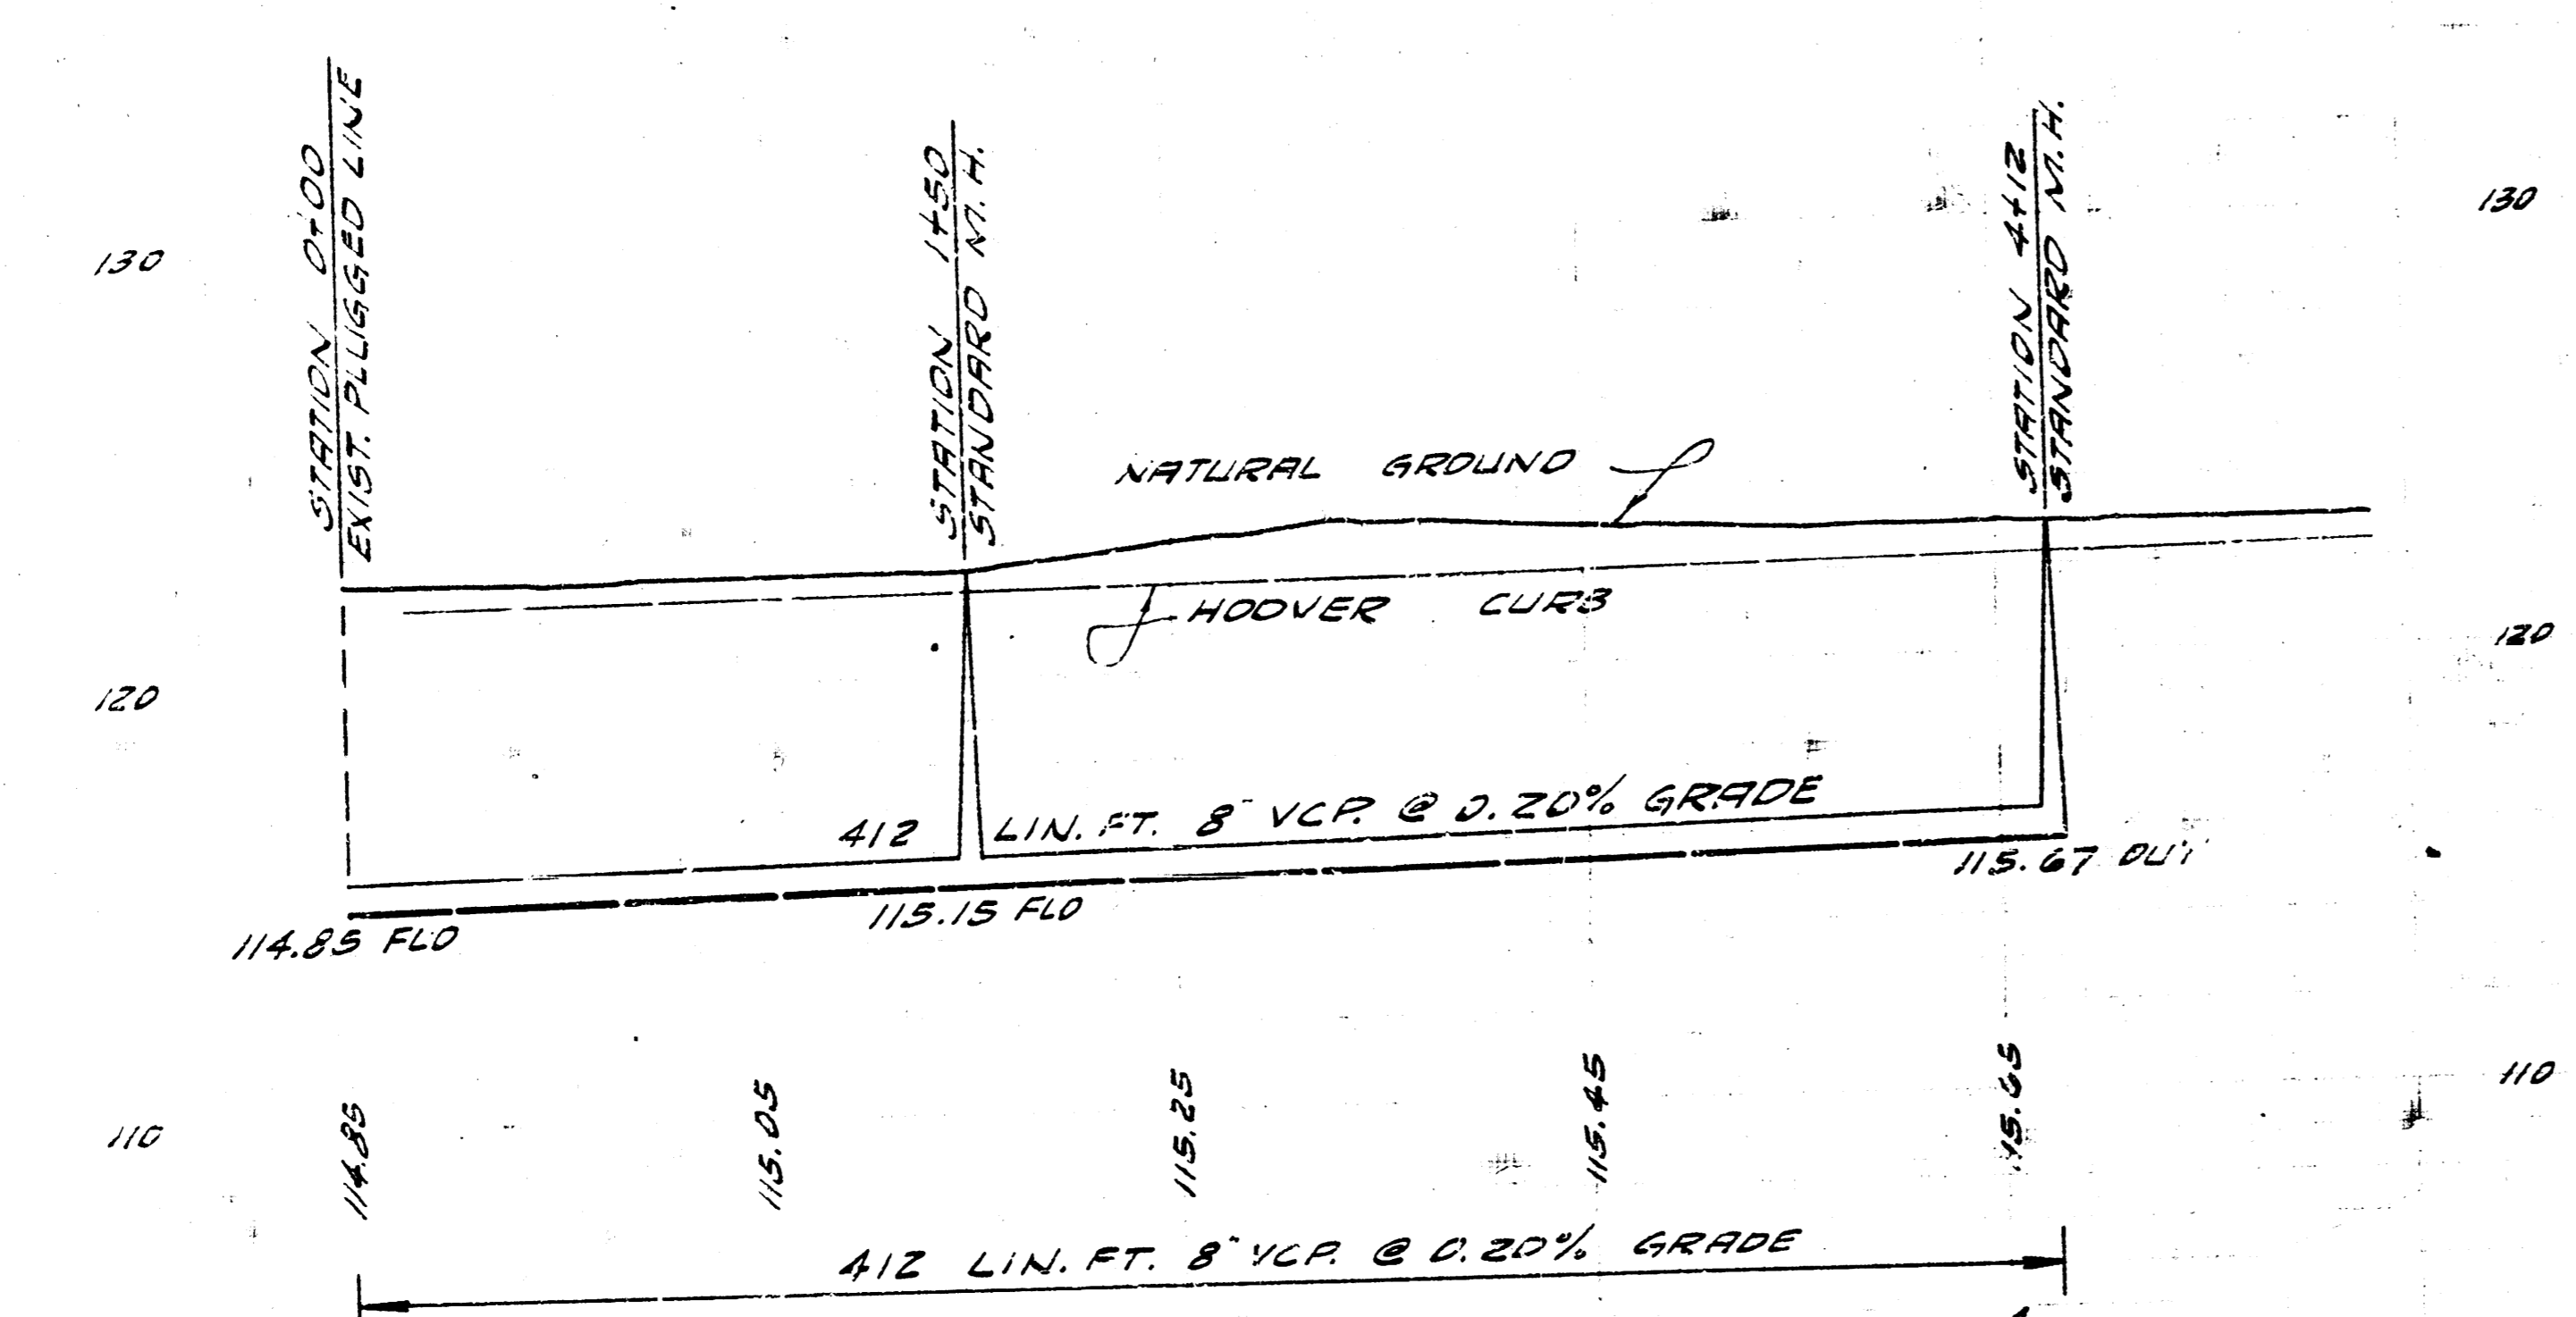 STATION 0+00
EXIST. PLUGGED LINE
STATION 1+50
STANDARD M.H.
STATION 4+12
STANDARD M.H.
130
130
NATURAL GROUND
HOOVER CURB
120
120
412 LIN. FT. 8" VCP. @ 0.20% GRADE
114.85 FLO
115.15 FLO
115.67 OUT
110
114.85
115.05
115.25
115.45
115.65
110
412 LIN. FT. 8" VCP. @ 0.20% GRADE